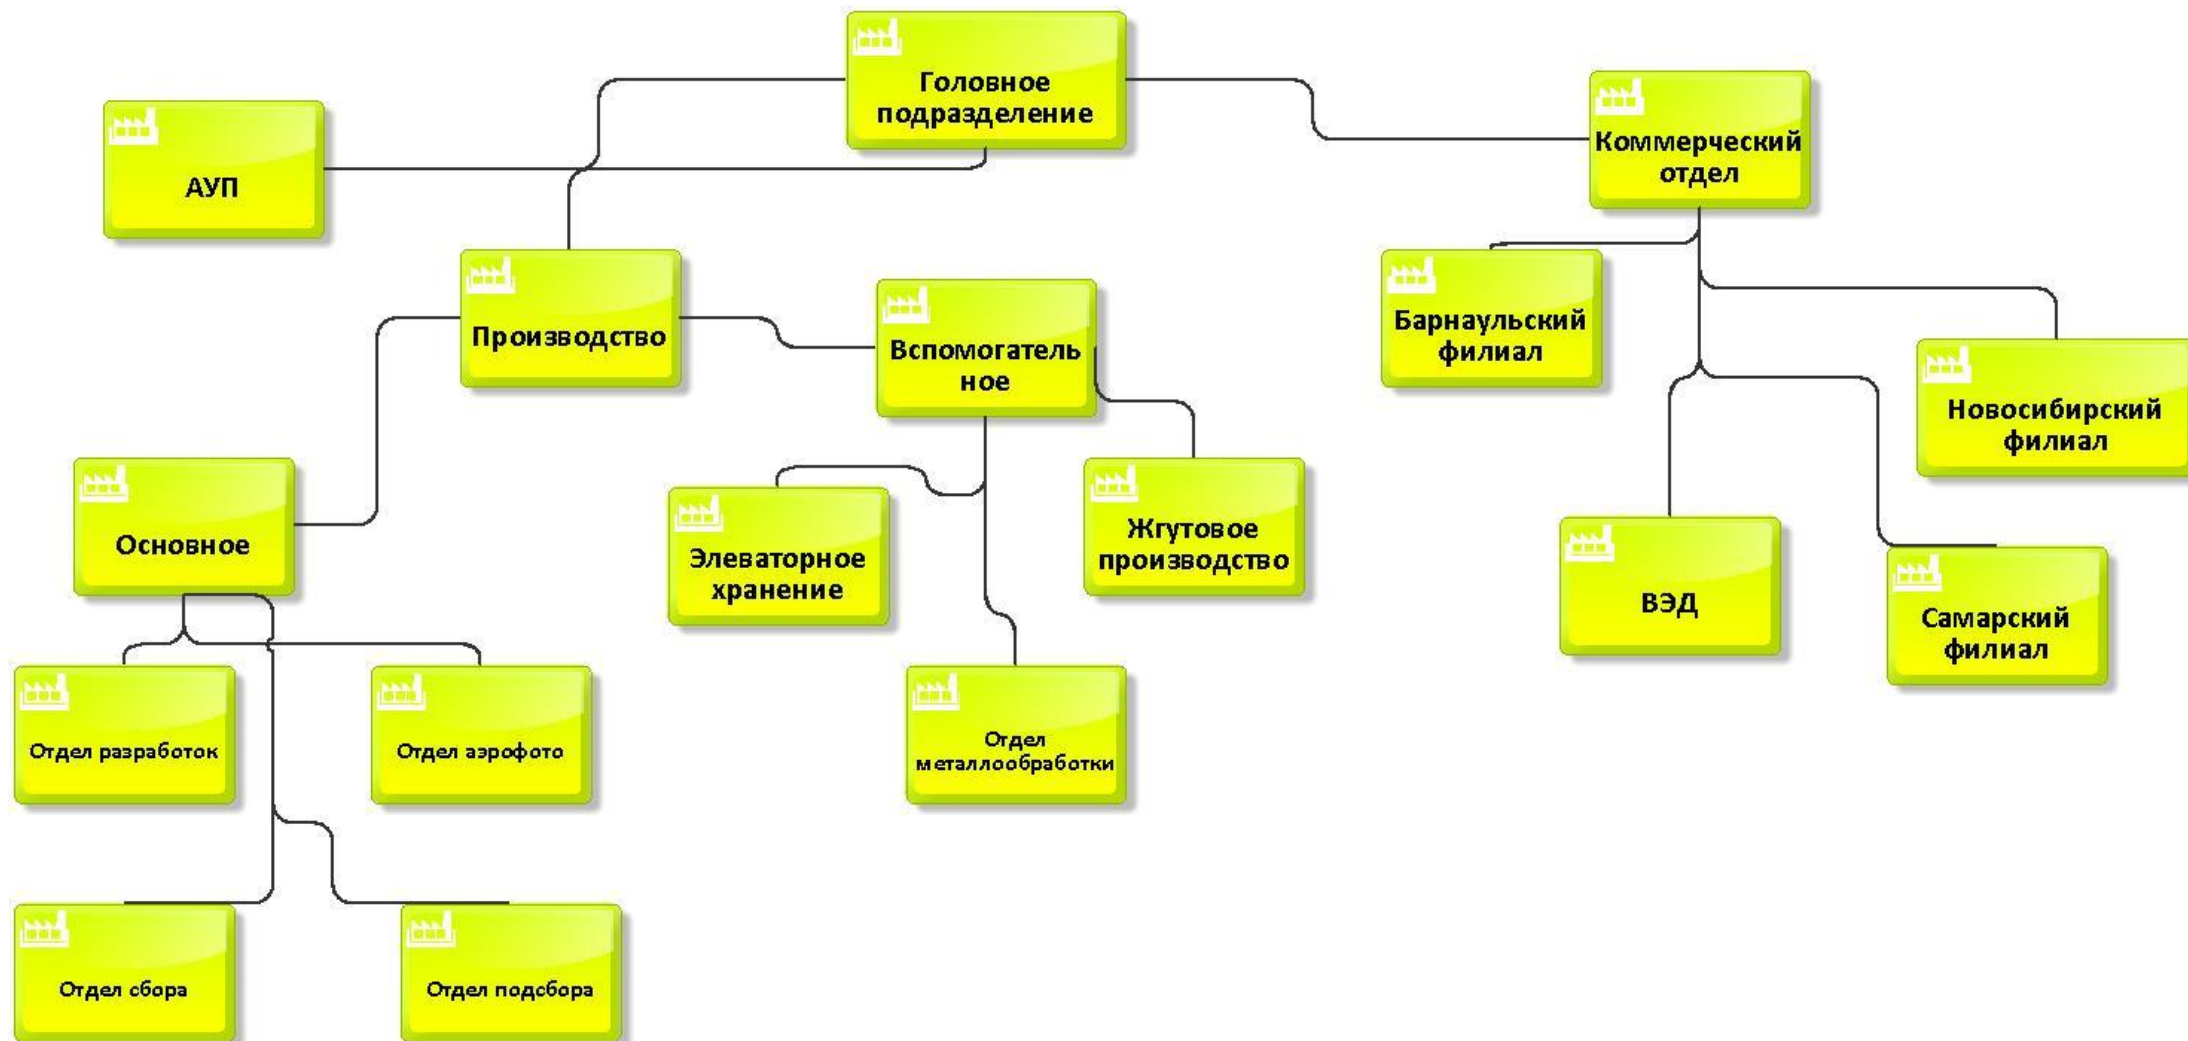 Головное
подразделение
Коммерческий
отдел
АУП
Производство
Вспомогатель
ное
Барнаульский
филиал
Новосибирский
филиал
Основное
Элеваторное
хранение
Жгутовое
производство
ВЭД
Самарский
филиал
Отдел разработок
Отдел аэрофото
Отдел
металлообработки
Отдел сбора
Отдел подсбора